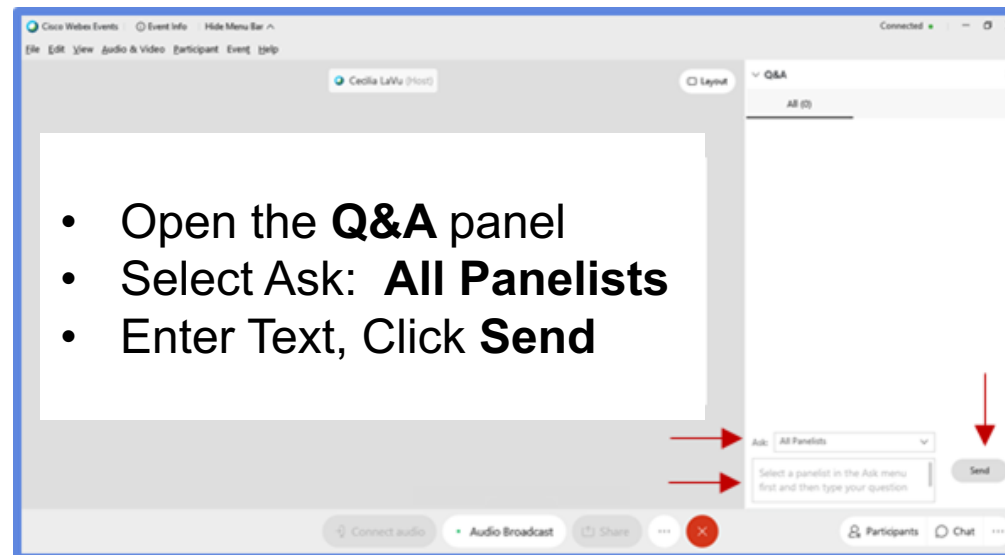 Cisco Webex Events Event Info Hide Menu Bar Connected
File Edit View Audio & Video Participant Event Help
Cecilia LaVu (Host)
Layout
Q&A
All (0)
• Open the Q&A panel
• Select Ask: All Panelists
• Enter Text, Click Send
Ask: All Panelists
Select a panelist in the Ask menu
first and then type your question
Send
Connect audio Audio Broadcast Share ... Participants Chat ...